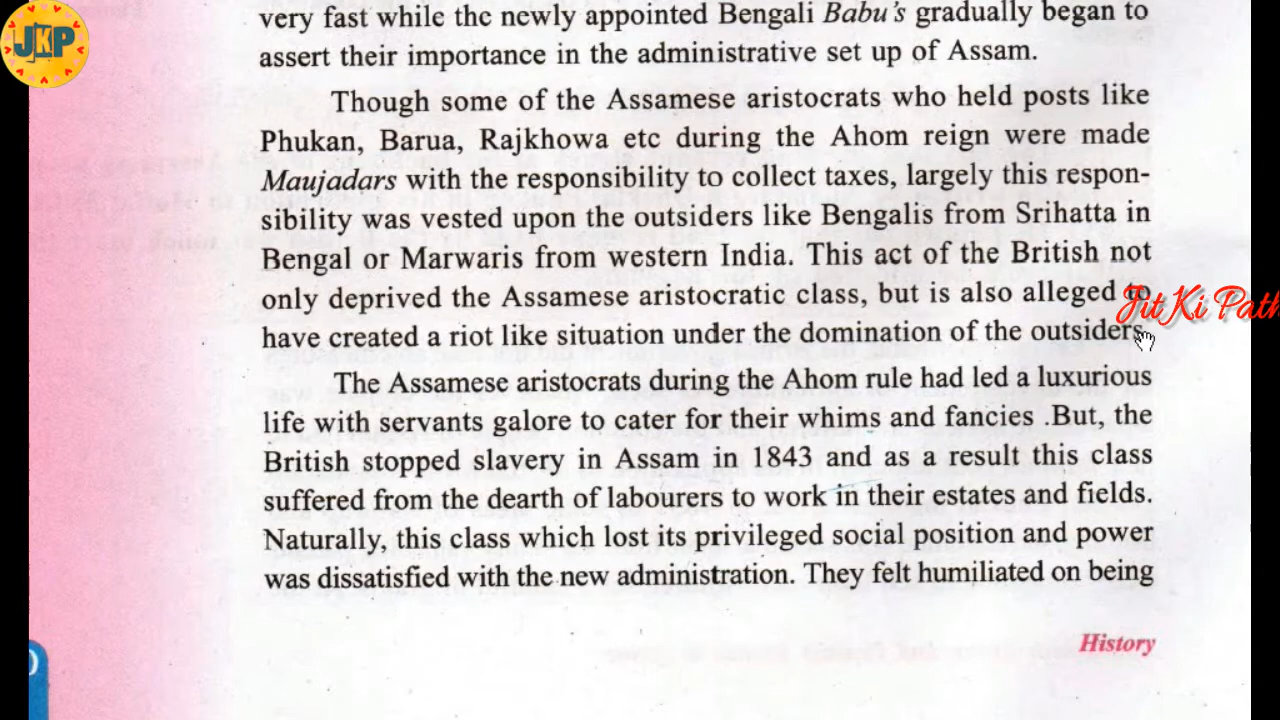 JKP
very fast while the newly appointed Bengali Babu's gradually began to
assert their importance in the administrative set up of Assam.
Though some of the Assamese aristocrats who held posts like
Phukan, Barua, Rajkhowa etc during the Ahom reign were made
Maujadars with the responsibility to collect taxes, largely this respon-
sibility was vested upon the outsiders like Bengalis from Srihatta in
Bengal or Marwaris from western India. This act of the British not
only deprived the Assamese aristocratic class, but is also alleged to
Jit Ki Path
have created a riot like situation under the domination of the outsiders.
The Assamese aristocrats during the Ahom rule had led a luxurious
life with servants galore to cater for their whims and fancies .But, the
British stopped slavery in Assam in 1843 and as a result this class
suffered from the dearth of labourers to work in their estates and fields.
Naturally, this class which lost its privileged social position and power
was dissatisfied with the new administration. They felt humiliated on being
History